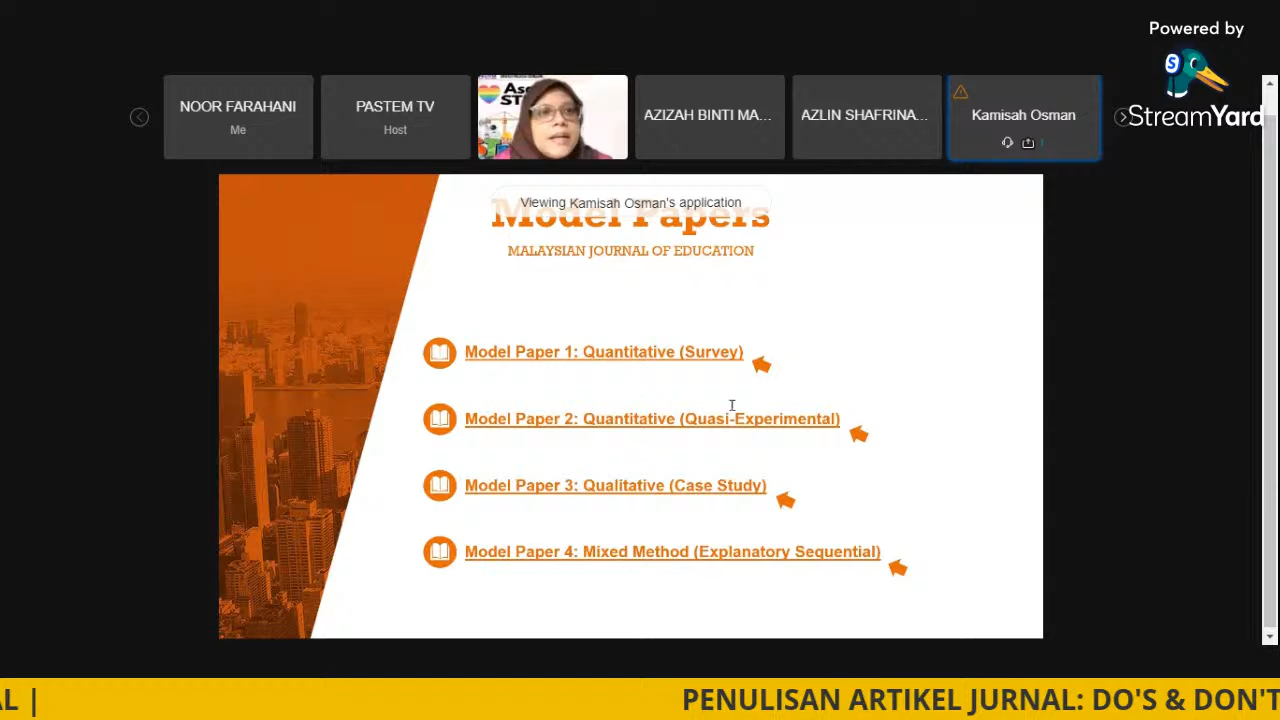 Powered by
StreamYard
NOOR FARAHANI
Me
PASTEM TV
Host
AZIZAH BINTI MA...
AZLIN SHAFRINA...
Kamisah Osman
Viewing Kamisah Osman's application
Model Papers
MALAYSIAN JOURNAL OF EDUCATION
Model Paper 1: Quantitative (Survey)
Model Paper 2: Quantitative (Quasi-Experimental)
Model Paper 3: Qualitative (Case Study)
Model Paper 4: Mixed Method (Explanatory Sequential)
AL | PENULISAN ARTIKEL JURNAL: DO'S & DON'T